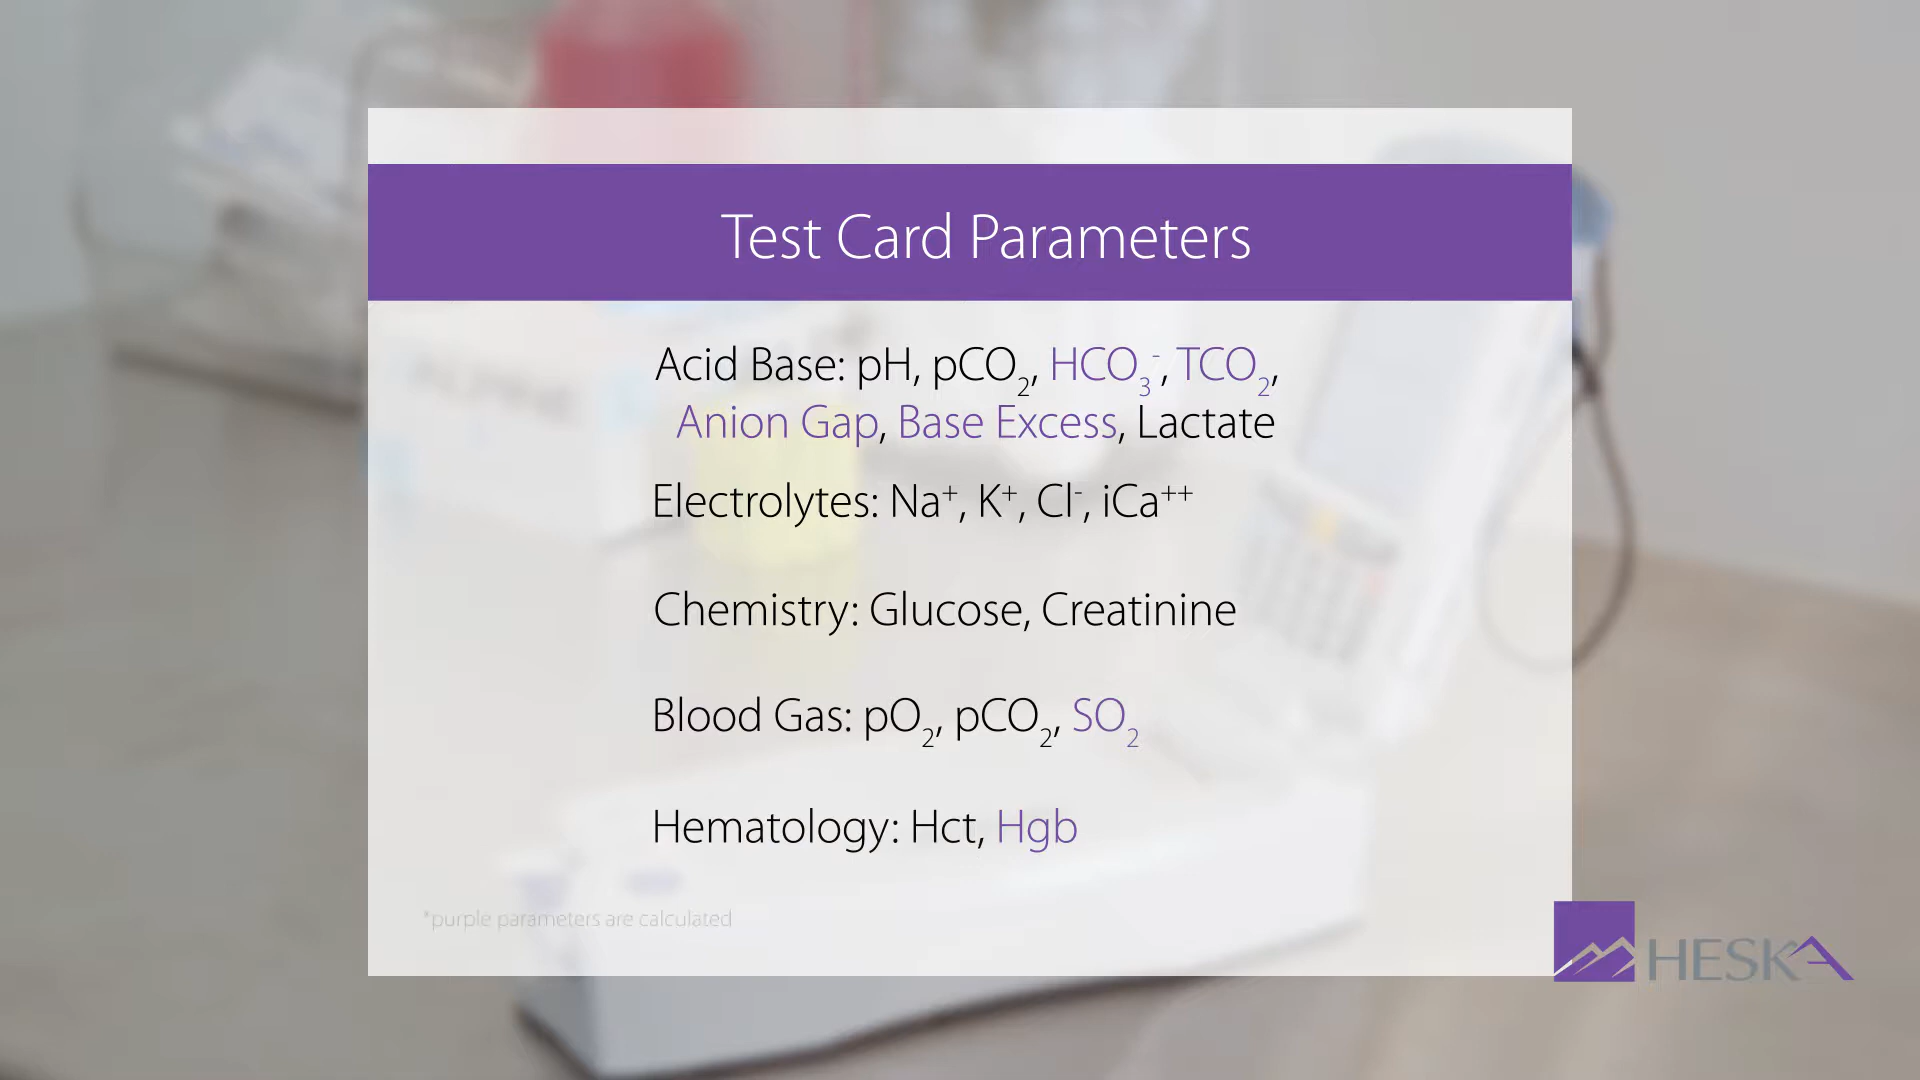 Test Card Parameters
Acid Base: pH, pCO₂, HCO₃⁻, TCO₂,
Anion Gap, Base Excess, Lactate
Electrolytes: Na⁺, K⁺, Cl⁻, iCa⁺⁺
Chemistry: Glucose, Creatinine
Blood Gas: pO₂, pCO₂, SO₂
Hematology: Hct, Hgb
*purple parameters are calculated
HESKA